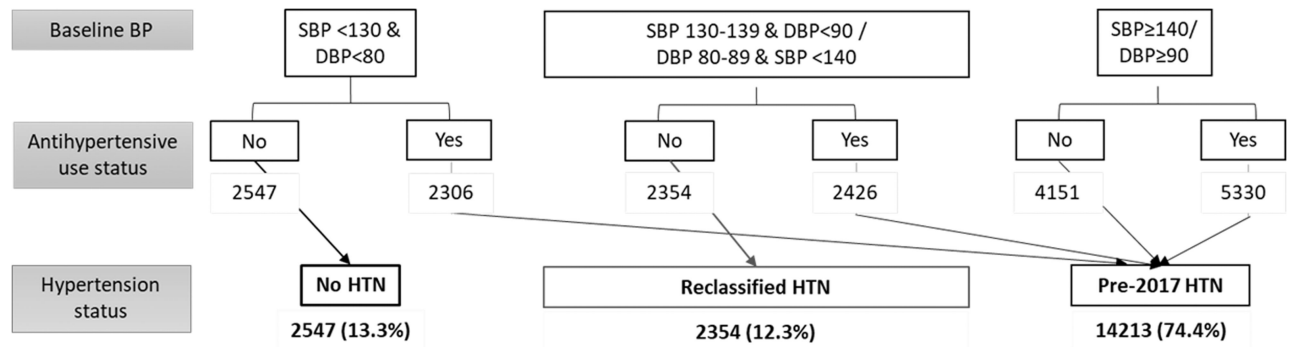 Baseline BP
SBP <130 &
DBP<80
SBP 130-139 & DBP<90 /
DBP 80-89 & SBP <140
SBP≥140/
DBP≥90
Antihypertensive
use status
No
Yes
No
Yes
No
Yes
2547
2306
2354
2426
4151
5330
Hypertension
status
No HTN
Reclassified HTN
Pre-2017 HTN
2547 (13.3%)
2354 (12.3%)
14213 (74.4%)